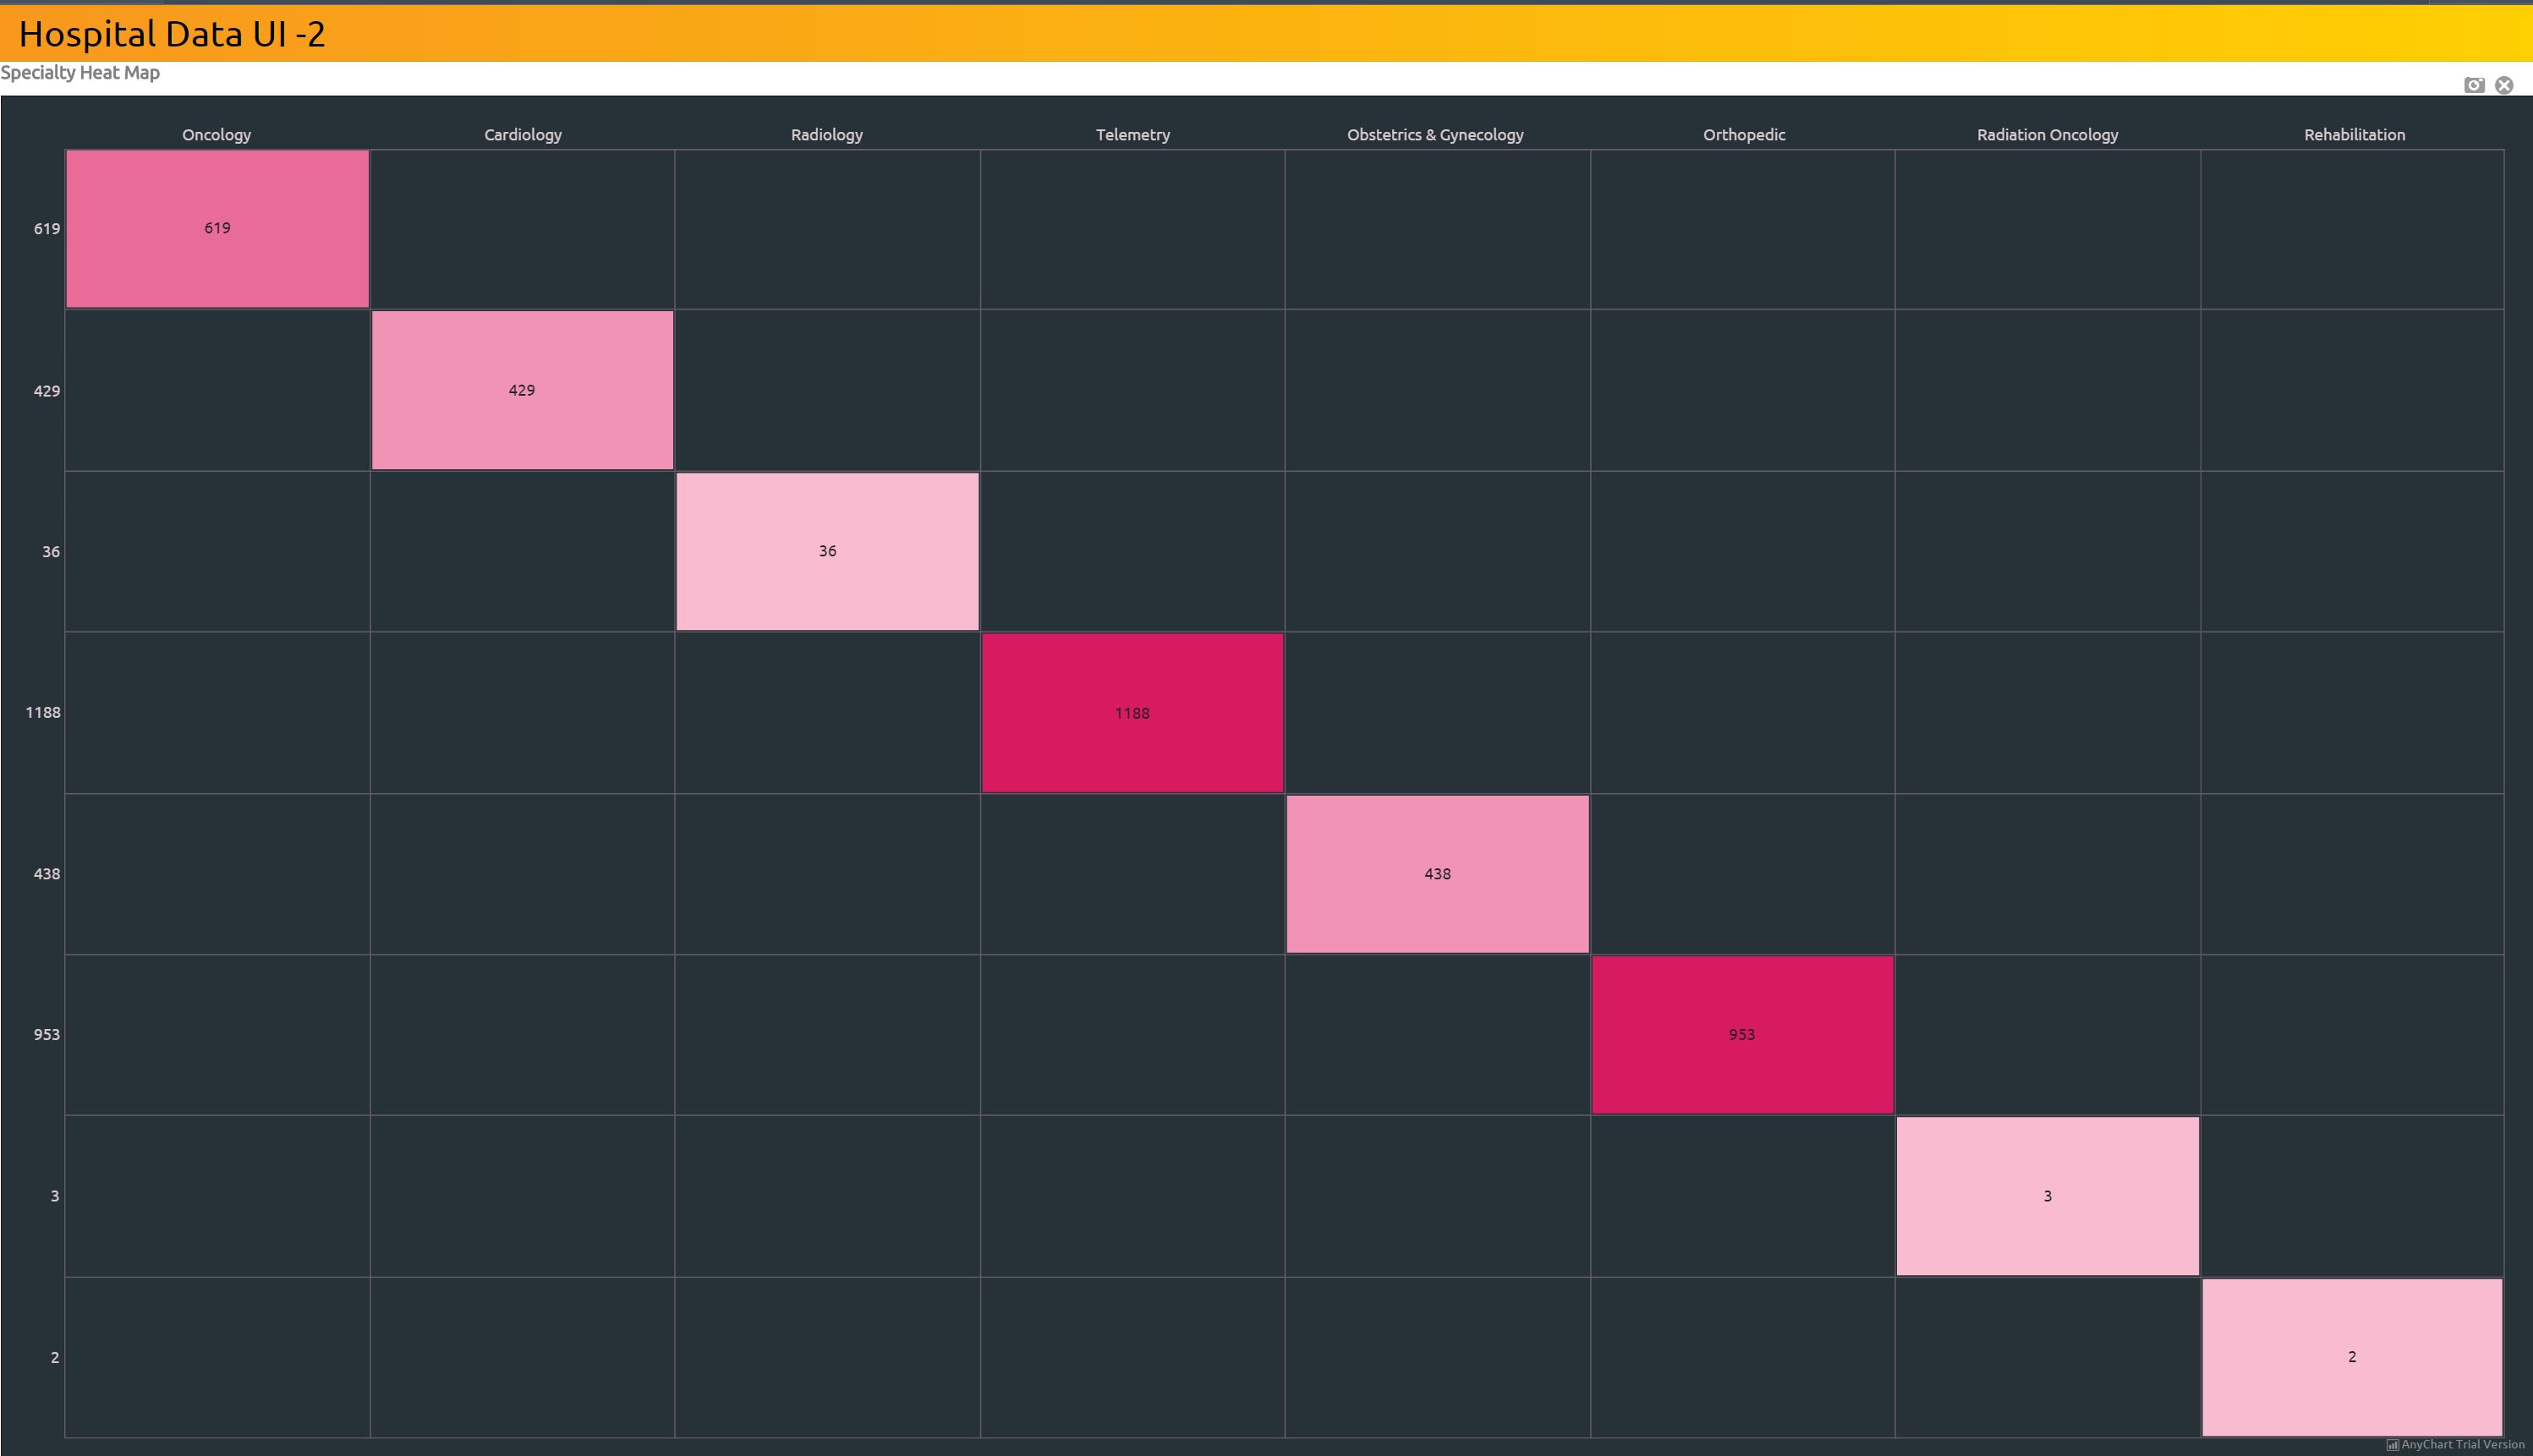 Hospital Data UI -2
Specialty Heat Map
Oncology Cardiology Radiology Telemetry Obstetrics & Gynecology Orthopedic Radiation Oncology Rehabilitation
619 619
429 429
36 36
1188 1188
438 438
953 953
3 3
2 2
AnyChart Trial Version